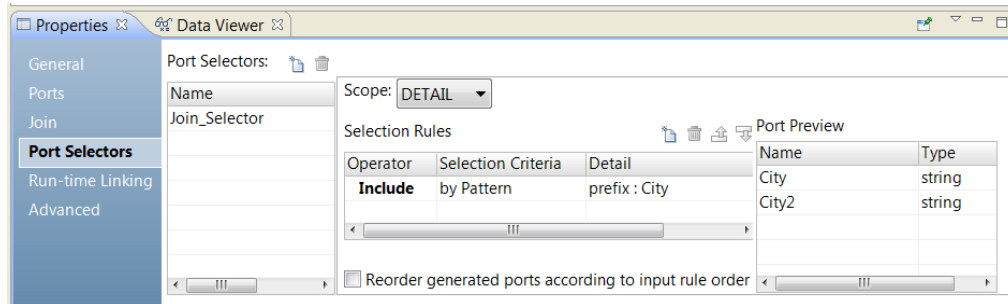 Properties Data Viewer
General
Ports
Join
Port Selectors
Run-time Linking
Advanced
Port Selectors:
Name
Join_Selector
Scope: DETAIL
Selection Rules
Operator Selection Criteria Detail
Include by Pattern prefix : City
Reorder generated ports according to input rule order
Port Preview
Name Type
City string
City2 string